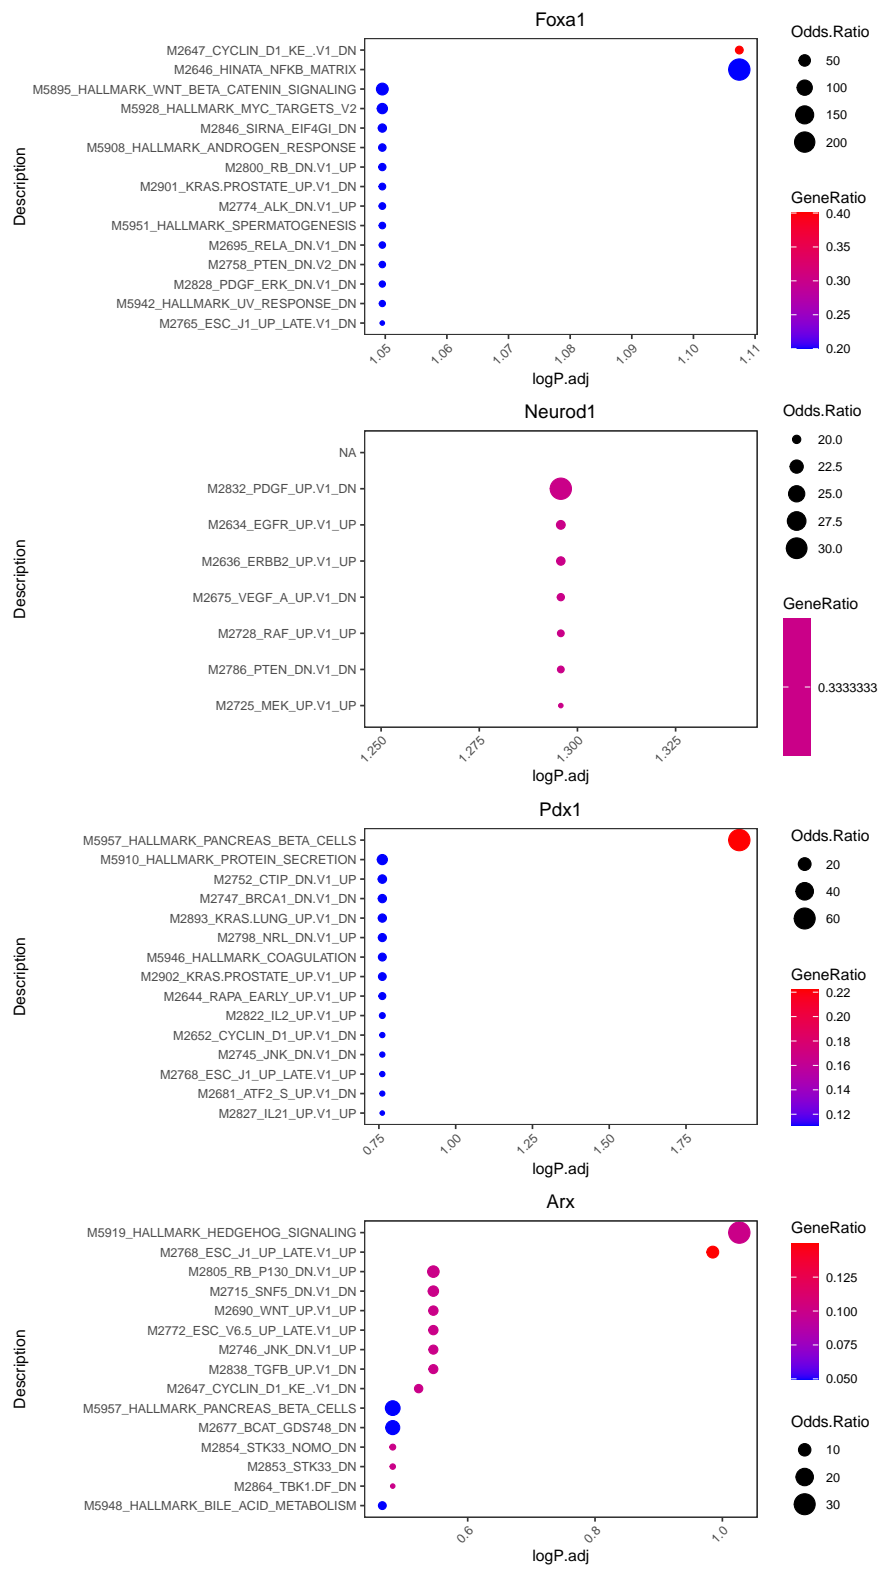 Foxa1
Description
M2647_CYCLIN_D1_KE_.V1_DN
M2646_HINATA_NFKB_MATRIX
M5895_HALLMARK_WNT_BETA_CATENIN_SIGNALING
M5928_HALLMARK_MYC_TARGETS_V2
M2846_SIRNA_EIF4GI_DN
M5908_HALLMARK_ANDROGEN_RESPONSE
M2800_RB_DN.V1_UP
M2901_KRAS.PROSTATE_UP.V1_DN
M2774_ALK_DN.V1_UP
M5951_HALLMARK_SPERMATOGENESIS
M2695_RELA_DN.V1_DN
M2758_PTEN_DN.V2_DN
M2828_PDGF_ERK_DN.V1_DN
M5942_HALLMARK_UV_RESPONSE_DN
M2765_ESC_J1_UP_LATE.V1_DN
1.05 1.06 1.07 1.08 1.09 1.10 1.11
logP.adj
Odds.Ratio
50
100
150
200
GeneRatio
0.40
0.35
0.30
0.25
0.20
Neurod1
Description
NA
M2832_PDGF_UP.V1_DN
M2634_EGFR_UP.V1_UP
M2636_ERBB2_UP.V1_UP
M2675_VEGF_A_UP.V1_DN
M2728_RAF_UP.V1_UP
M2786_PTEN_DN.V1_DN
M2725_MEK_UP.V1_UP
1.250 1.275 1.300 1.325
logP.adj
Odds.Ratio
20.0
22.5
25.0
27.5
30.0
GeneRatio
0.3333333
Pdx1
Description
M5957_HALLMARK_PANCREAS_BETA_CELLS
M5910_HALLMARK_PROTEIN_SECRETION
M2752_CTIP_DN.V1_UP
M2747_BRCA1_DN.V1_DN
M2893_KRAS.LUNG_UP.V1_DN
M2798_NRL_DN.V1_UP
M5946_HALLMARK_COAGULATION
M2902_KRAS.PROSTATE_UP.V1_UP
M2644_RAPA_EARLY_UP.V1_UP
M2822_IL2_UP.V1_UP
M2652_CYCLIN_D1_UP.V1_DN
M2745_JNK_DN.V1_DN
M2768_ESC_J1_UP_LATE.V1_UP
M2681_ATF2_S_UP.V1_DN
M2827_IL21_UP.V1_UP
0.75 1.00 1.25 1.50 1.75
logP.adj
Odds.Ratio
20
40
60
GeneRatio
0.22
0.20
0.18
0.16
0.14
0.12
Arx
Description
M5919_HALLMARK_HEDGEHOG_SIGNALING
M2768_ESC_J1_UP_LATE.V1_UP
M2805_RB_P130_DN.V1_UP
M2715_SNF5_DN.V1_DN
M2690_WNT_UP.V1_UP
M2772_ESC_V6.5_UP_LATE.V1_UP
M2746_JNK_DN.V1_UP
M2838_TGFB_UP.V1_DN
M2647_CYCLIN_D1_KE_.V1_DN
M5957_HALLMARK_PANCREAS_BETA_CELLS
M2677_BCAT_GDS748_DN
M2854_STK33_NOMO_DN
M2853_STK33_DN
M2864_TBK1.DF_DN
M5948_HALLMARK_BILE_ACID_METABOLISM
0.6 0.8 1.0
logP.adj
GeneRatio
0.125
0.100
0.075
0.050
Odds.Ratio
10
20
30